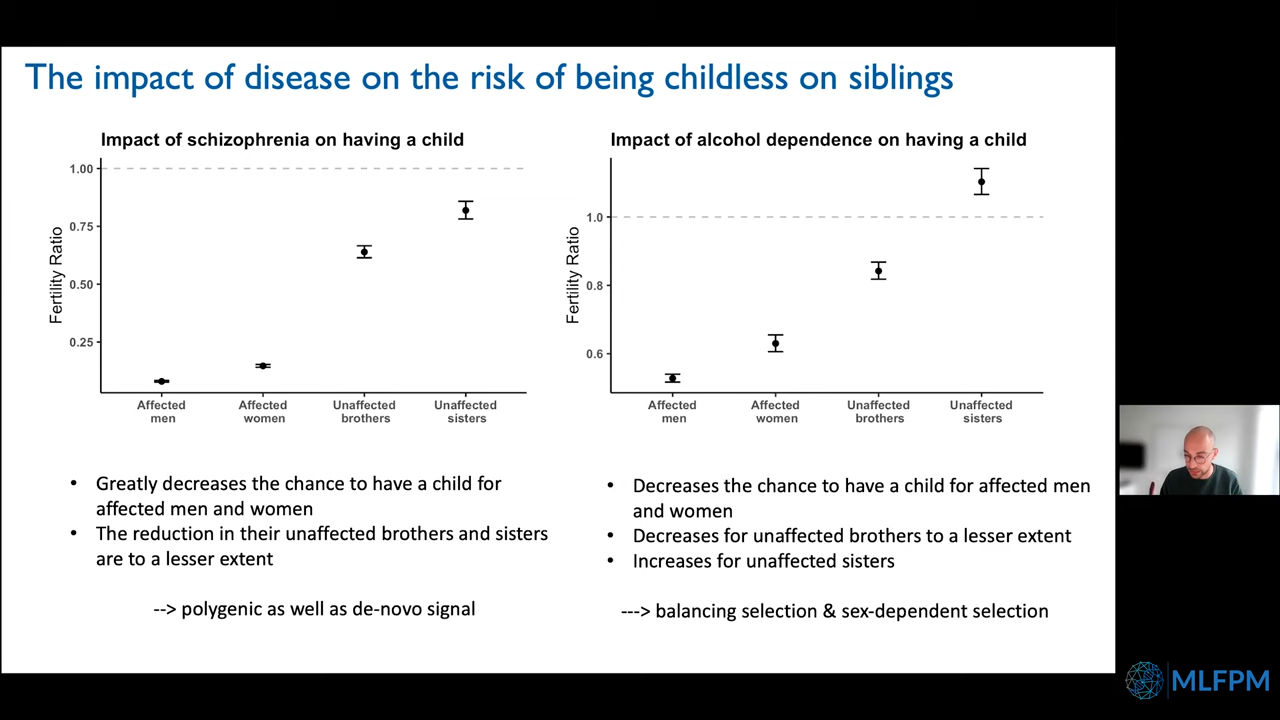 The impact of disease on the risk of being childless on siblings
Impact of schizophrenia on having a child
1.00
0.75
0.50
0.25
Fertility Ratio
Affected men
Affected women
Unaffected brothers
Unaffected sisters
Impact of alcohol dependence on having a child
1.0
0.8
0.6
Fertility Ratio
Affected men
Affected women
Unaffected brothers
Unaffected sisters
• Greatly decreases the chance to have a child for
affected men and women
• The reduction in their unaffected brothers and sisters
are to a lesser extent
--> polygenic as well as de-novo signal
• Decreases the chance to have a child for affected men
and women
• Decreases for unaffected brothers to a lesser extent
• Increases for unaffected sisters
---> balancing selection & sex-dependent selection
MLFPM